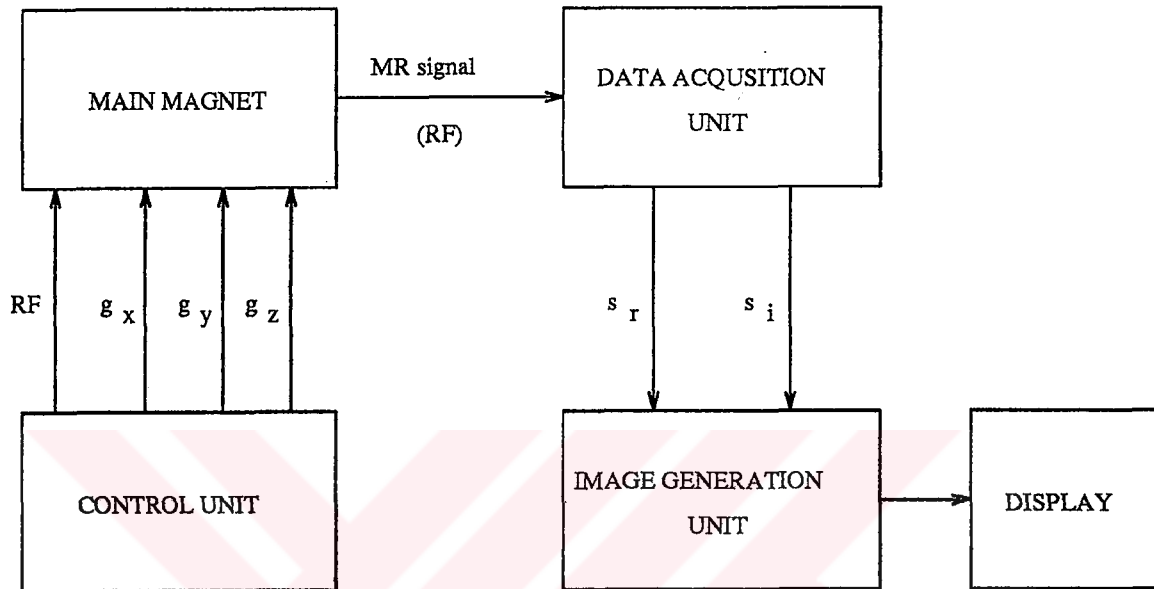 MAIN MAGNET
MR signal
(RF)
DATA ACQUSITION
UNIT
RF
g x
g y
g z
s r
s i
CONTROL UNIT
IMAGE GENERATION
UNIT
DISPLAY